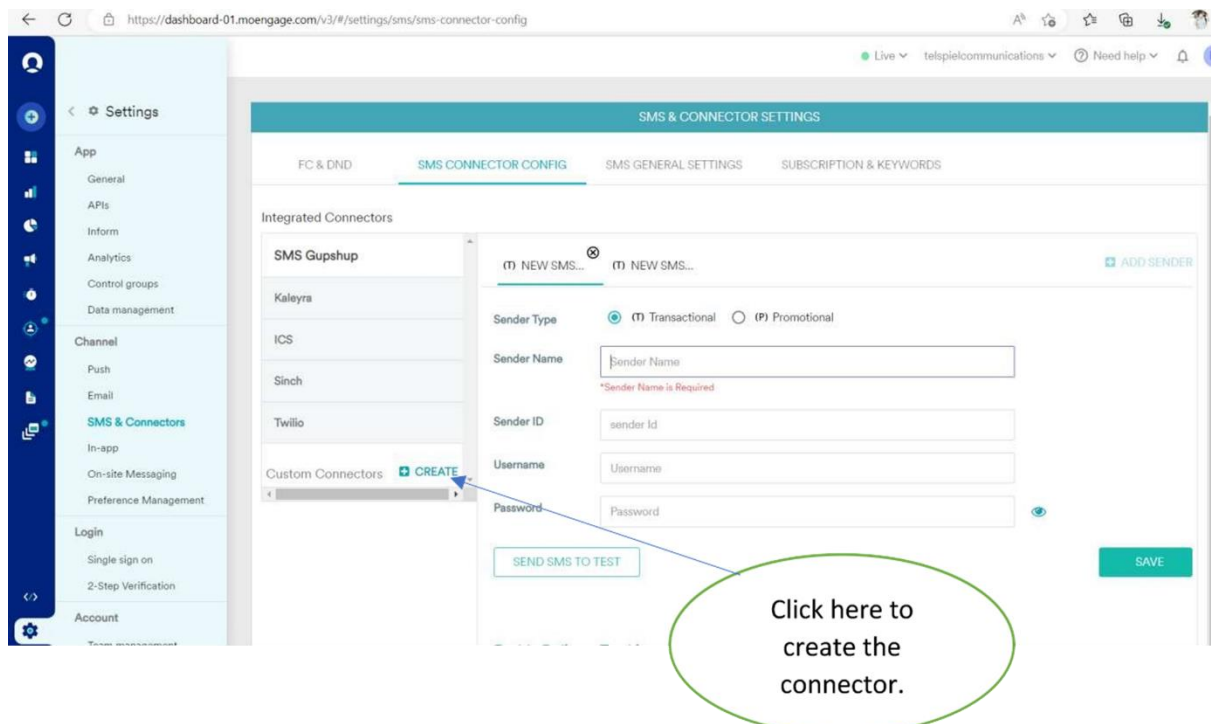 https://dashboard-01.moengage.com/v3/#/settings/sms/sms-connector-config
Live telspielcommunications Need help
Settings
SMS & CONNECTOR SETTINGS
App
General
APIs
Inform
Analytics
Control groups
Data management
Channel
Push
Email
SMS & Connectors
In-app
On-site Messaging
Preference Management
Login
Single sign on
2-Step Verification
Account
Team management
FC & DND SMS CONNECTOR CONFIG SMS GENERAL SETTINGS SUBSCRIPTION & KEYWORDS
Integrated Connectors
SMS Gupshup
Kaleyra
ICS
Sinch
Twilio
Custom Connectors CREATE
(T) NEW SMS... (T) NEW SMS... ADD SENDER
Sender Type (T) Transactional (P) Promotional
Sender Name Sender Name
*Sender Name is Required
Sender ID sender Id
Username Username
Password Password
SEND SMS TO TEST SAVE
Click here to
create the
connector.